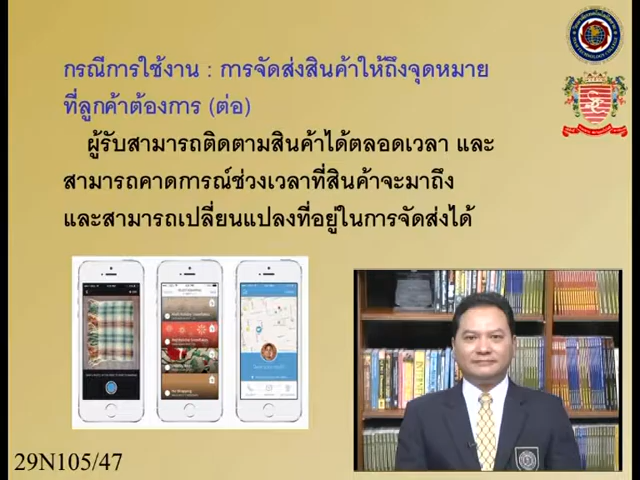 กรณีการใช้งาน : การจัดส่งสินค้าให้ถึงจุดหมาย
ที่ลูกค้าต้องการ (ต่อ)
ผู้รับสามารถติดตามสินค้าได้ตลอดเวลา และ
สามารถคาดการณ์ช่วงเวลาที่สินค้าจะมาถึง
และสามารถเปลี่ยนแปลงที่อยู่ในการจัดส่งได้
29N105/47